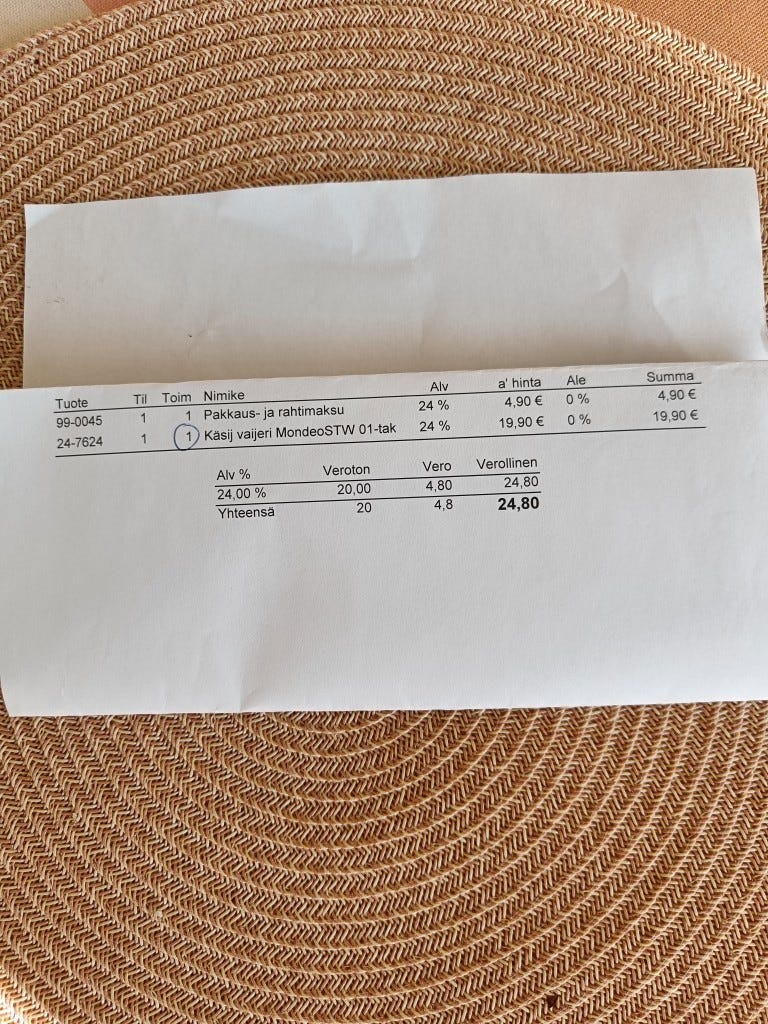 Tuote Til Toim Nimike Alv a' hinta Ale Summa
99-0045 1 1 Pakkaus- ja rahtimaksu 24 % 4,90 € 0 % 4,90 €
24-7624 1 1 Käsij vaijeri MondeoSTW 01-tak 24 % 19,90 € 0 % 19,90 €
Alv % Veroton Vero Verollinen
24,00 % 20,00 4,80 24,80
Yhteensä 20 4,8 24,80